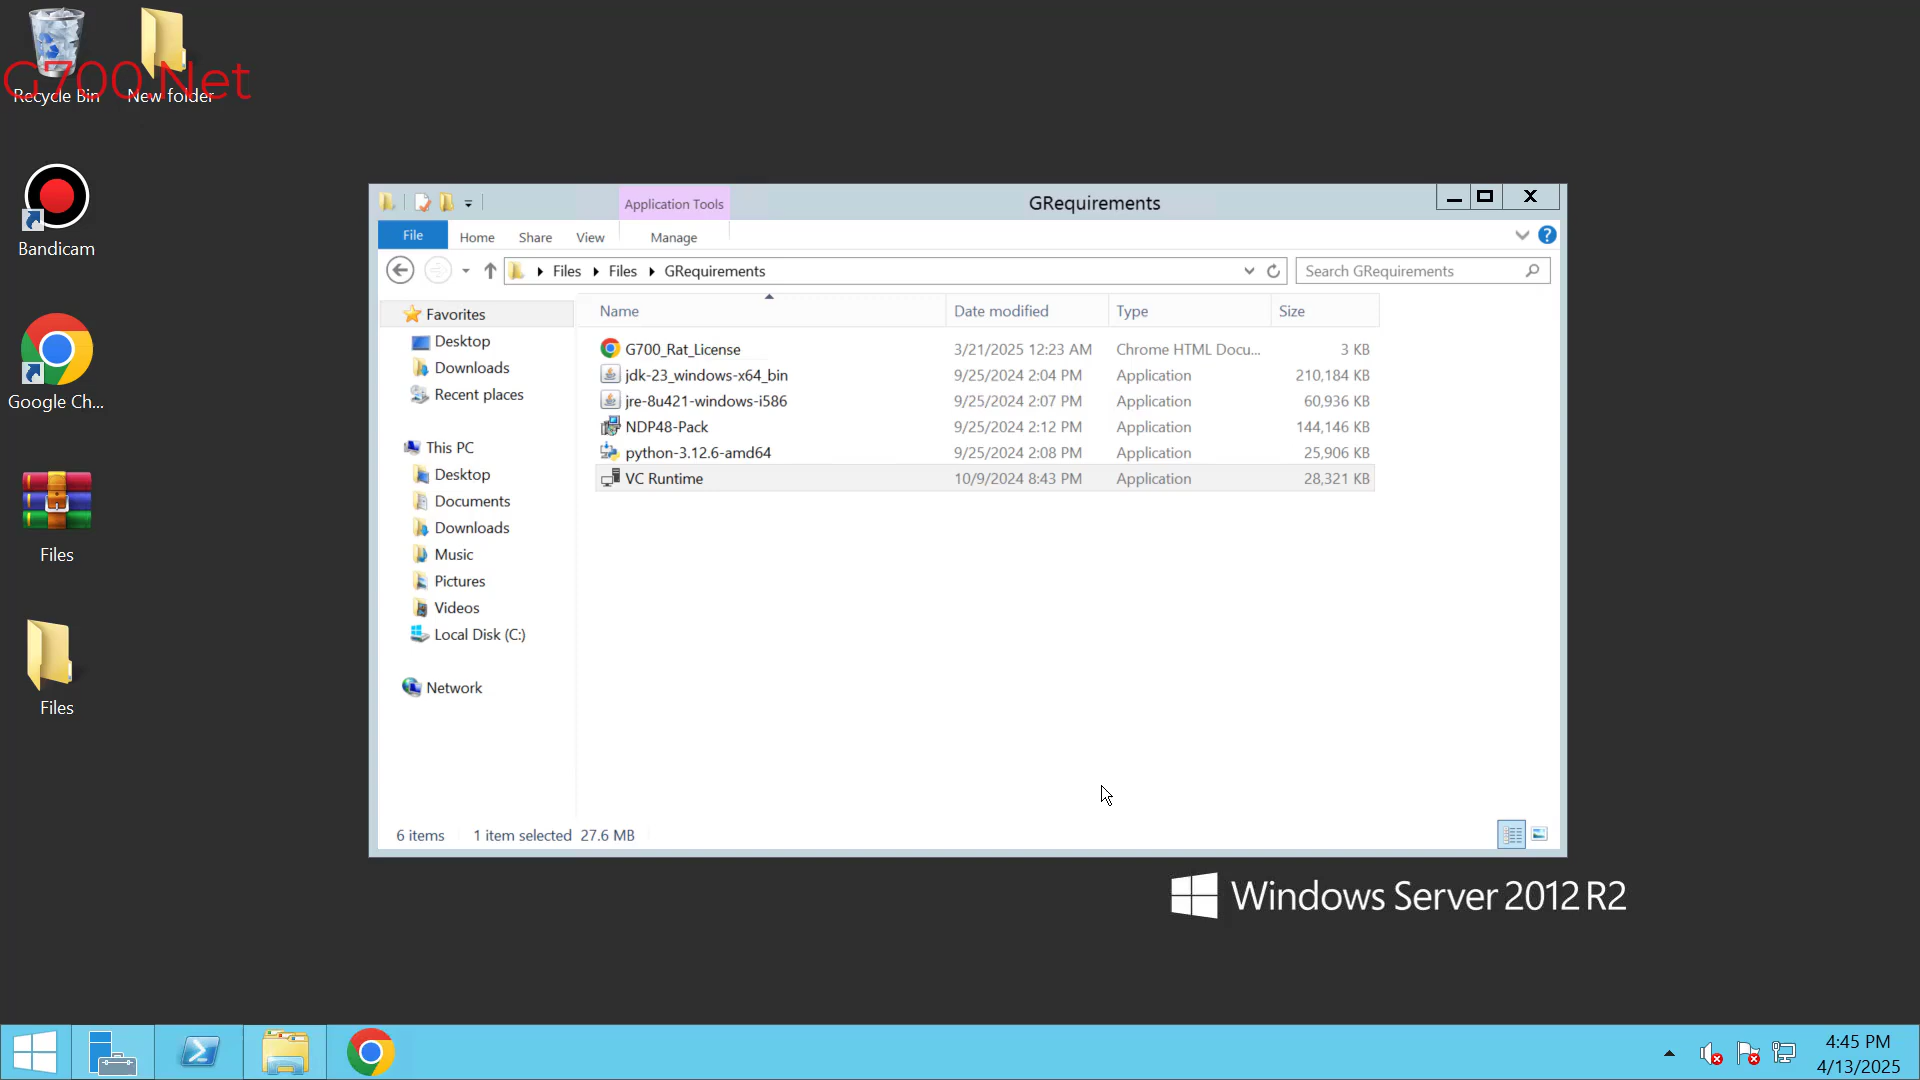 G700.Net
Recycle Bin
New folder
Bandicam
Google Ch...
Files
Files
Application Tools
GRequirements
File
Home
Share
View
Manage
Files
Files
GRequirements
Search GRequirements
Favorites
Desktop
Downloads
Recent places
This PC
Desktop
Documents
Downloads
Music
Pictures
Videos
Local Disk (C:)
Network
Name Date modified Type Size
G700_Rat_License 3/21/2025 12:23 AM Chrome HTML Docu... 3 KB
jdk-23_windows-x64_bin 9/25/2024 2:04 PM Application 210,184 KB
jre-8u421-windows-i586 9/25/2024 2:07 PM Application 60,936 KB
NDP48-Pack 9/25/2024 2:12 PM Application 144,146 KB
python-3.12.6-amd64 9/25/2024 2:08 PM Application 25,906 KB
VC Runtime 10/9/2024 8:43 PM Application 28,321 KB
6 items 1 item selected 27.6 MB
Windows Server 2012 R2
4:45 PM
4/13/2025